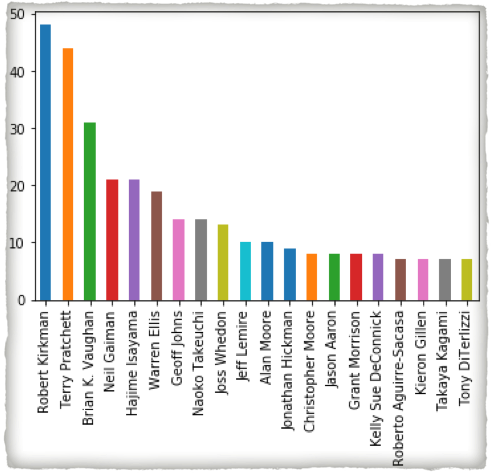 50
40
30
20
10
0
Robert Kirkman
Terry Pratchett
Brian K. Vaughan
Neil Gaiman
Hajime Isayama
Warren Ellis
Geoff Johns
Naoko Takeuchi
Joss Whedon
Jeff Lemire
Alan Moore
Jonathan Hickman
Christopher Moore
Jason Aaron
Grant Morrison
Kelly Sue DeConnick
Roberto Aguirre-Sacasa
Kieron Gillen
Takaya Kagami
Tony DiTerlizzi